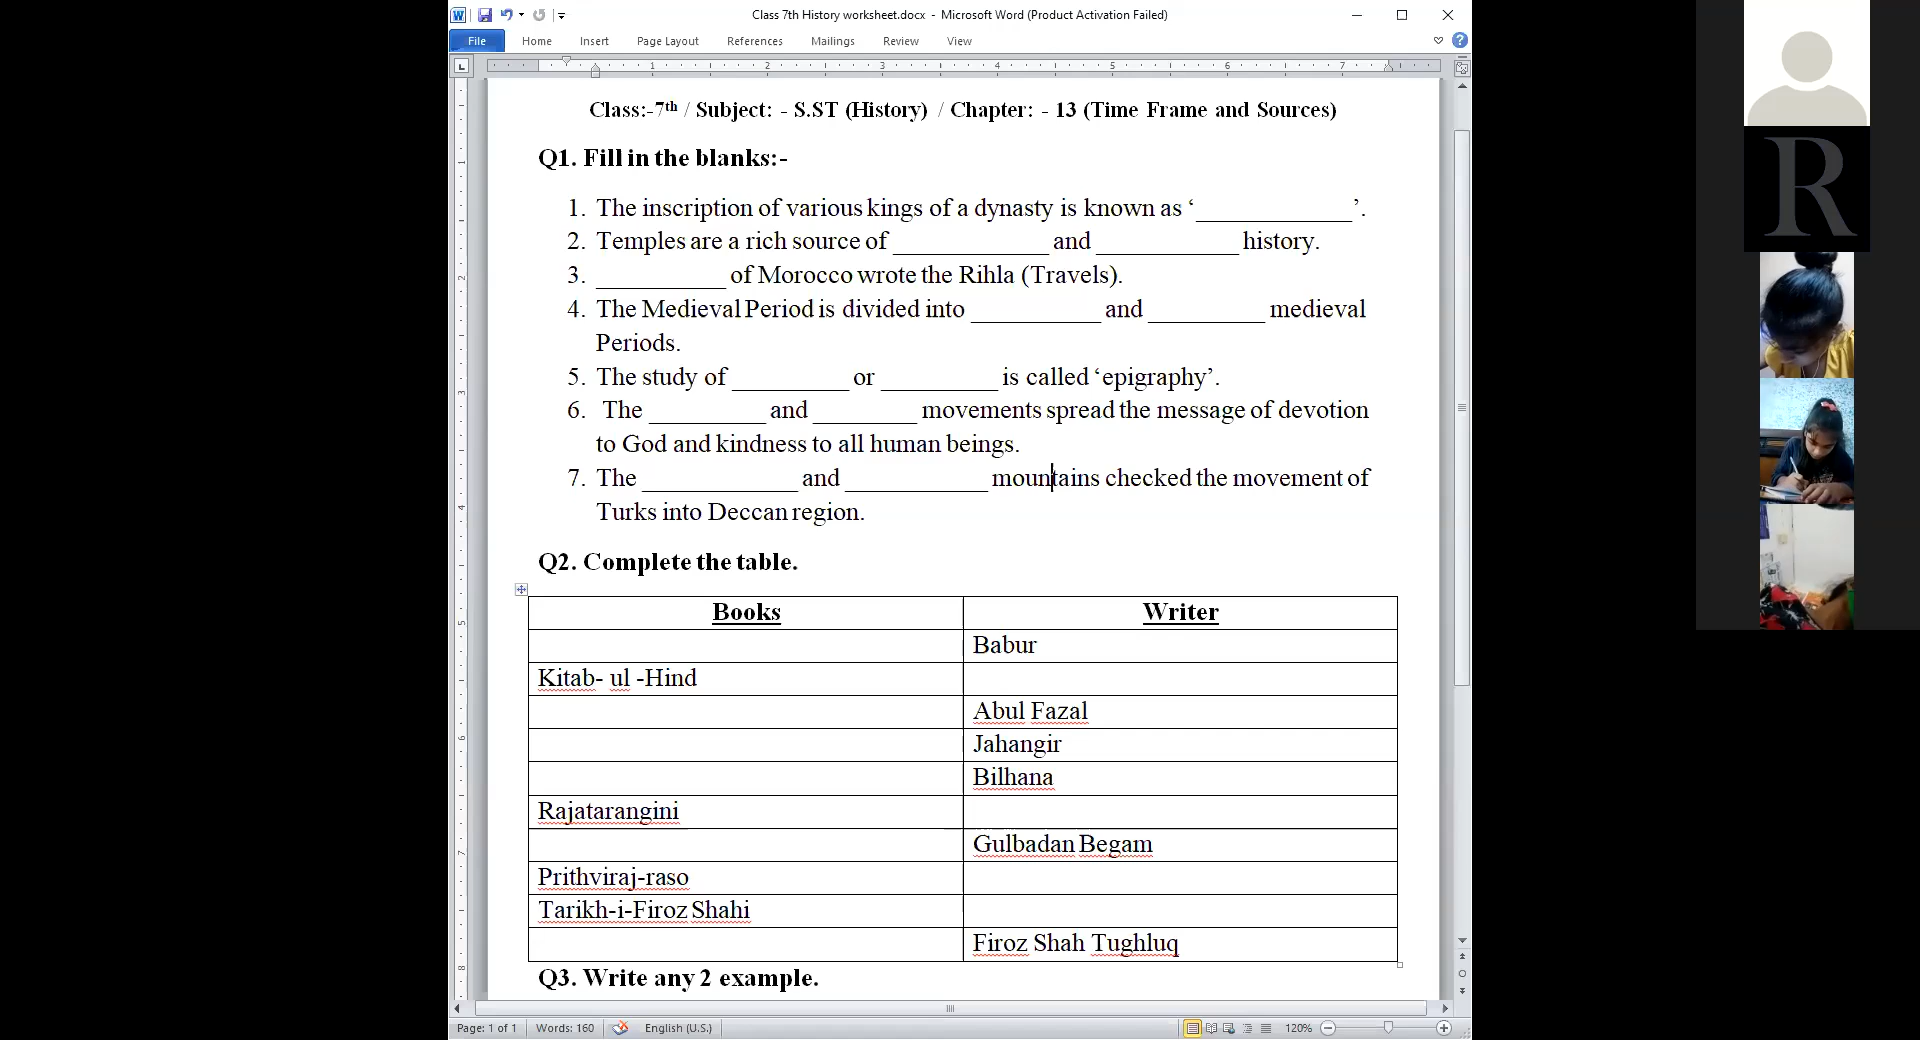 Class 7th History worksheet.docx - Microsoft Word (Product Activation Failed)
File Home Insert Page Layout References Mailings Review View
1 2 3 4 5 6 7
Class:-7th / Subject: - S.ST (History) / Chapter: - 13 (Time Frame and Sources)
Q1. Fill in the blanks:-
1. The inscription of various kings of a dynasty is known as ‘____________’.
2. Temples are a rich source of ____________ and ___________ history.
3. __________ of Morocco wrote the Rihla (Travels).
4. The Medieval Period is divided into __________ and _________ medieval
Periods.
5. The study of _________ or _________ is called ‘epigraphy’.
6. The _________ and ________ movements spread the message of devotion
to God and kindness to all human beings.
7. The ____________ and ___________ mountains checked the movement of
Turks into Deccan region.
Q2. Complete the table.
Books Writer
Babur
Kitab- ul -Hind
Abul Fazal
Jahangir
Bilhana
Rajatarangini
Gulbadan Begam
Prithviraj-raso
Tarikh-i-Firoz Shahi
Firoz Shah Tughluq
Q3. Write any 2 example.
Page: 1 of 1 Words: 160 English (U.S.) 120%
R